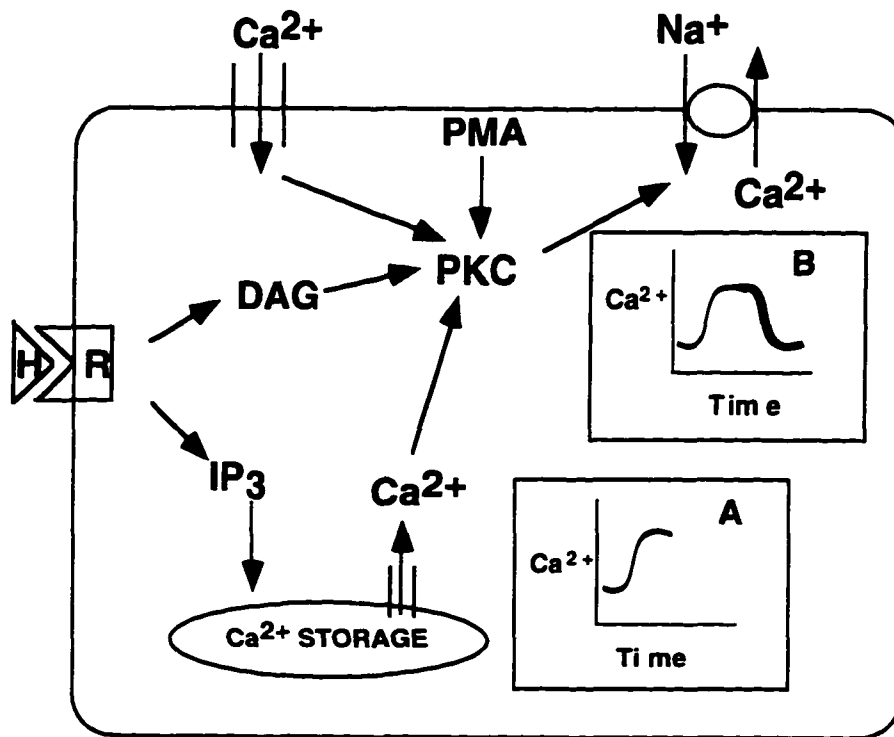 Ca2+
Na+
PMA
Ca2+
PKC
DAG
B
Ca2+
Time
H R
IP3
Ca2+
A
Ca2+
Time
Ca2+ STORAGE